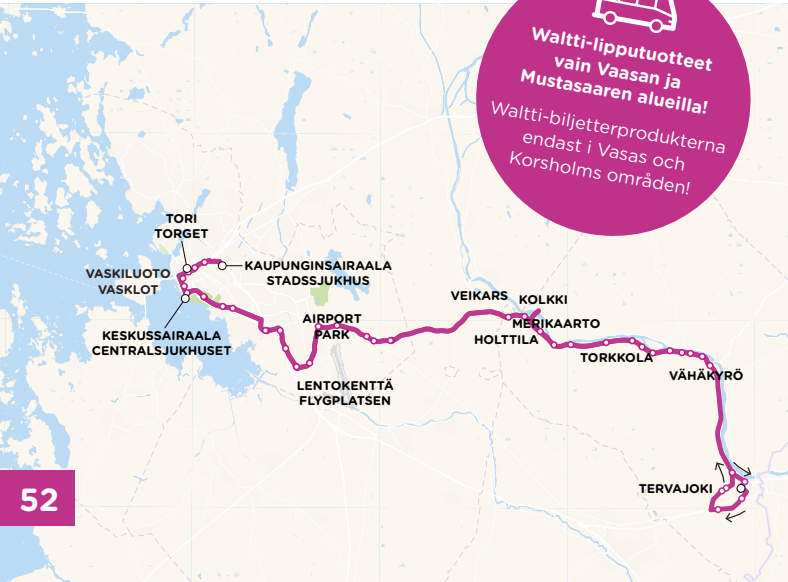 Waltti-lipputuotteet
vain Vaasan ja
Mustasaaren alueilla!
Waltti-biljetterprodukterna
endast i Vasas och
Korsholms områden!
TORI
TORGET
VASKILUOTO
VASKLOT
KAUPUNGINSAIRAALA
STADSSJUKHUS
KESKUSSAIRAALA
CENTRALSJUKHUSET
AIRPORT
PARK
LENTOKENTTÄ
FLYGPLATSEN
VEIKARS
KOLKKI
MERIKAARTO
HOLTTILA
TORKKOLA
VÄHÄKYRÖ
TERVAJOKI
52